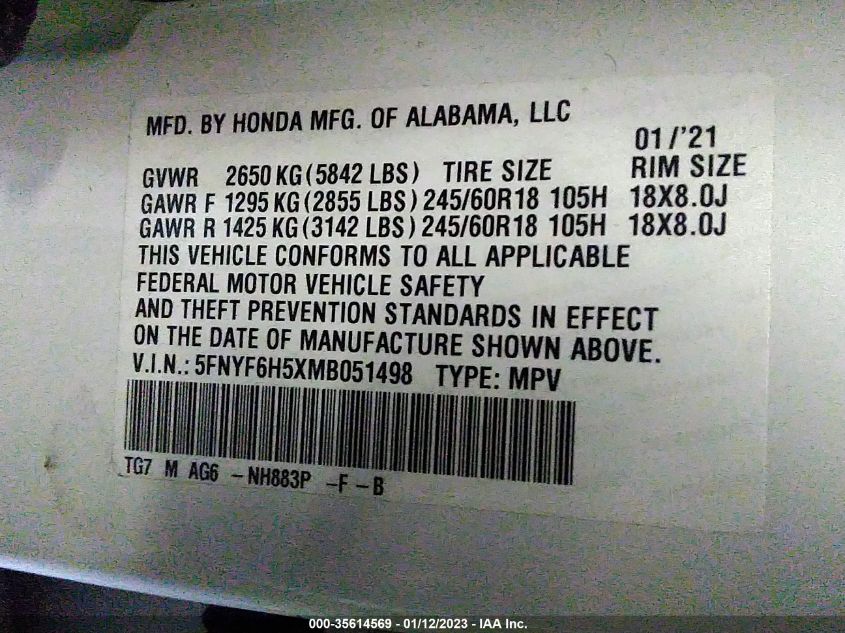 MFD. BY HONDA MFG. OF ALABAMA, LLC
01/'21
GVWR 2650 KG (5842 LBS) TIRE SIZE RIM SIZE
GAWR F 1295 KG (2855 LBS) 245/60R18 105H 18X8.0J
GAWR R 1425 KG (3142 LBS) 245/60R18 105H 18X8.0J
THIS VEHICLE CONFORMS TO ALL APPLICABLE
FEDERAL MOTOR VEHICLE SAFETY
AND THEFT PREVENTION STANDARDS IN EFFECT
ON THE DATE OF MANUFACTURE SHOWN ABOVE.
V.I.N.: 5FNYF6H5XMB051498 TYPE: MPV
TG7 M AG6 -NH883P -F-B
000-35614569 - 01/12/2023 - IAA Inc.